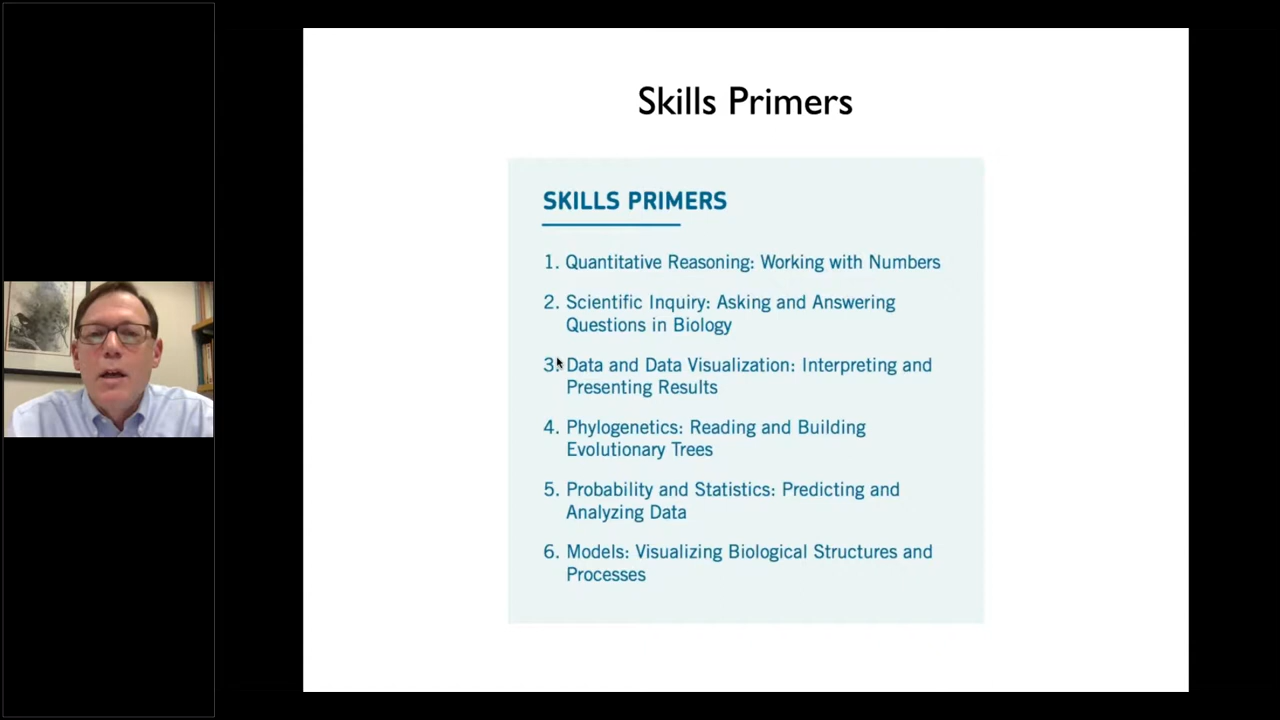 Skills Primers
SKILLS PRIMERS
1. Quantitative Reasoning: Working with Numbers
2. Scientific Inquiry: Asking and Answering
Questions in Biology
3. Data and Data Visualization: Interpreting and
Presenting Results
4. Phylogenetics: Reading and Building
Evolutionary Trees
5. Probability and Statistics: Predicting and
Analyzing Data
6. Models: Visualizing Biological Structures and
Processes